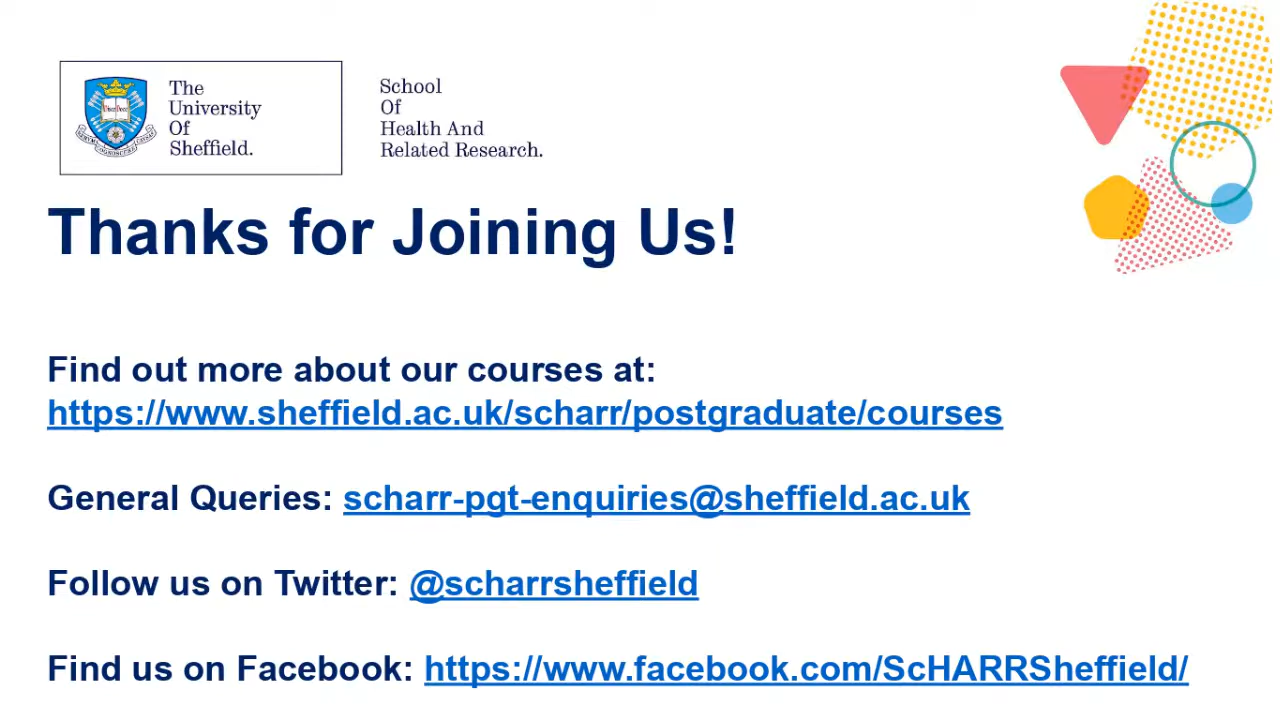 The
University
Of
Sheffield.
School
Of
Health And
Related Research.
Thanks for Joining Us!
Find out more about our courses at:
https://www.sheffield.ac.uk/scharr/postgraduate/courses
General Queries: scharr-pgt-enquiries@sheffield.ac.uk
Follow us on Twitter: @scharrsheffield
Find us on Facebook: https://www.facebook.com/ScHARRSheffield/